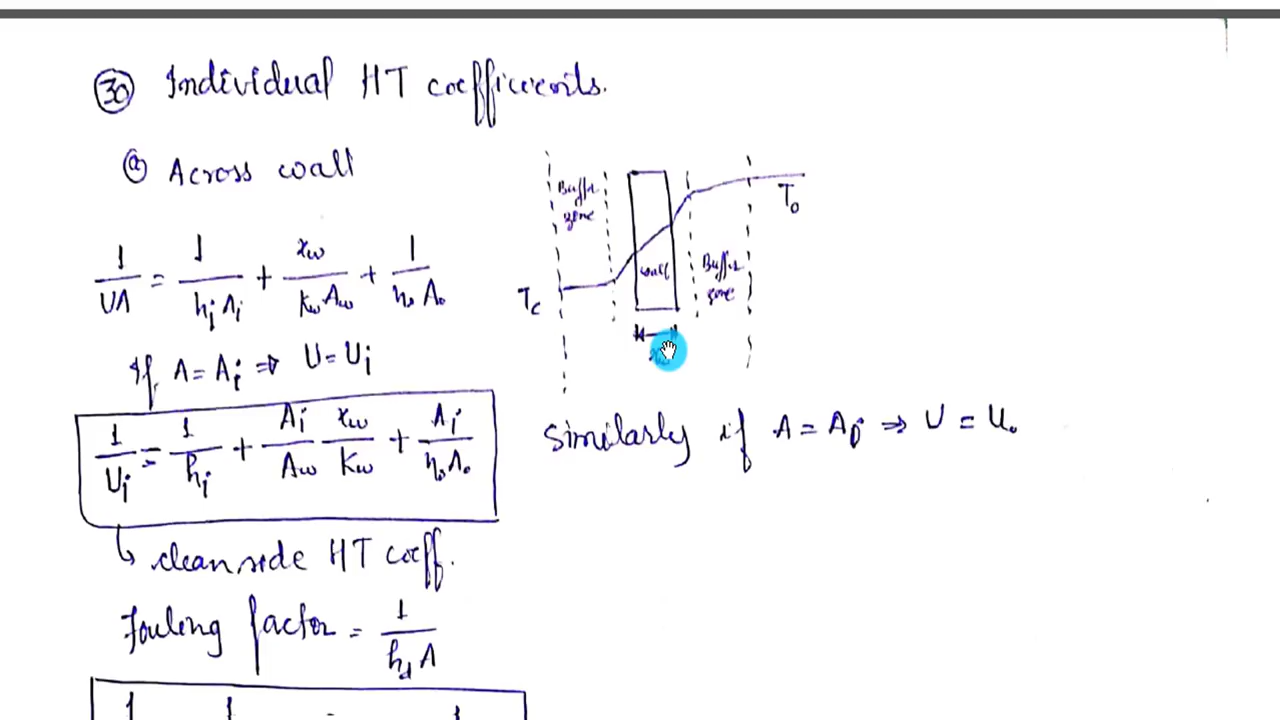 30 Individual HT coefficients.
@ Across wall
1/UA = 1/(hi Ai) + xw/(kw Aw) + 1/(ho Ao)
If A = Ai ⇒ U = Ui
1/Ui = 1/hi + Ai/Aw xw/kw + Ai/(ho Ao)
↳ clean side HT coeff.
Fouling factor = 1/(hd A)
Buffer
zone
wall
Buffer
zone
To
Tc
Similarly if A = Ao ⇒ U = Uo